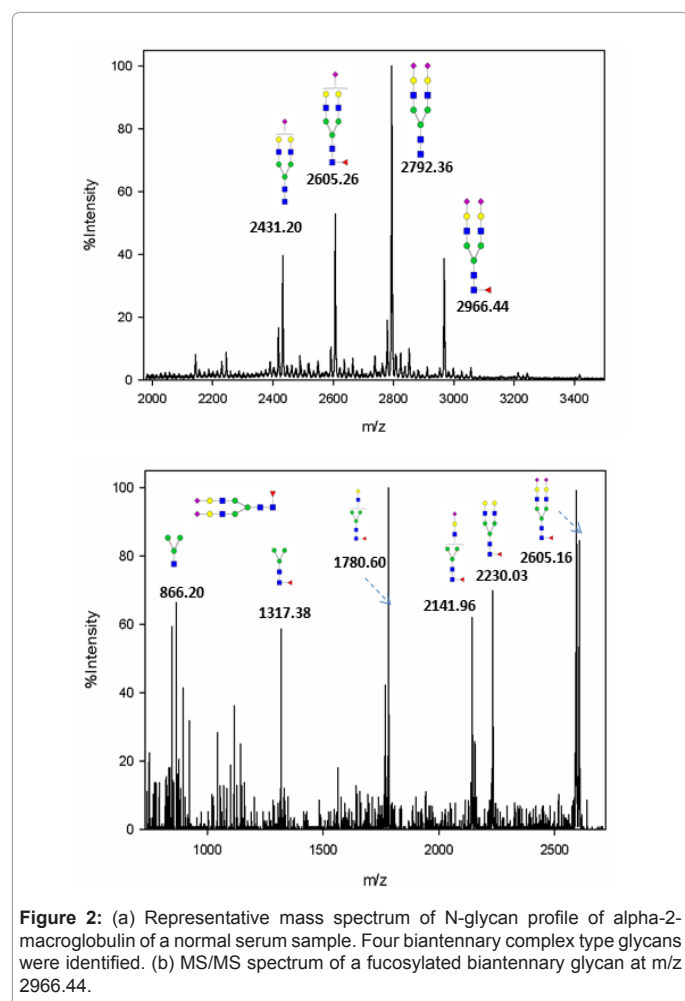 100
80
60
40
20
0
%Intensity
2431.20
2605.26
2792.36
2966.44
2000 2200 2400 2600 2800 3000 3200 3400
m/z
100
80
60
40
20
0
%Intensity
866.20
1317.38
1780.60
2141.96
2230.03
2605.16
1000 1500 2000 2500
m/z
Figure 2: (a) Representative mass spectrum of N-glycan profile of alpha-2-
macroglobulin of a normal serum sample. Four biantennary complex type glycans
were identified. (b) MS/MS spectrum of a fucosylated biantennary glycan at m/z
2966.44.